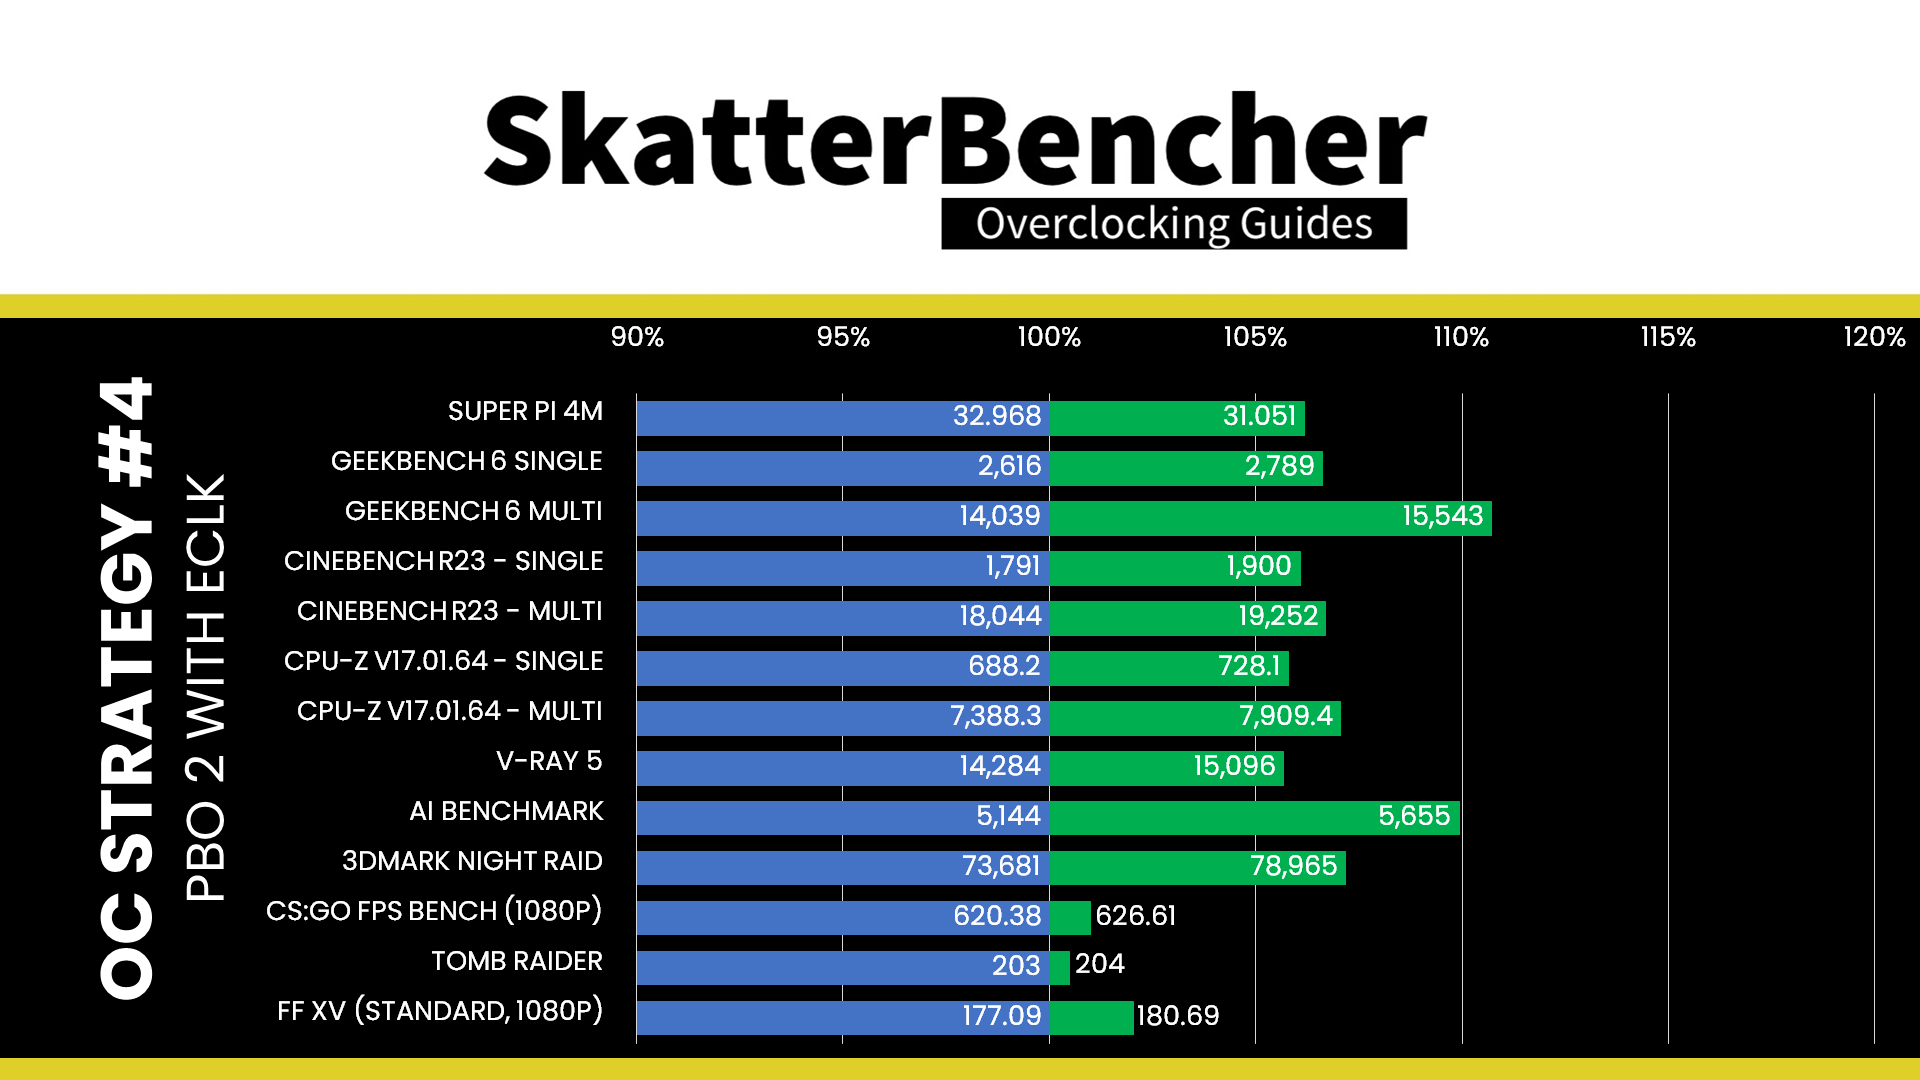 SkatterBencher
Overclocking Guides
90% 95% 100% 105% 110% 115% 120%
OC STRATEGY #4
PBO 2 WITH ECLK
SUPER PI 4M 32.968 31.051
GEEKBENCH 6 SINGLE 2,616 2,789
GEEKBENCH 6 MULTI 14,039 15,543
CINEBENCH R23 - SINGLE 1,791 1,900
CINEBENCH R23 - MULTI 18,044 19,252
CPU-Z V17.01.64 - SINGLE 688.2 728.1
CPU-Z V17.01.64 - MULTI 7,388.3 7,909.4
V-RAY 5 14,284 15,096
AI BENCHMARK 5,144 5,655
3DMARK NIGHT RAID 73,681 78,965
CS:GO FPS BENCH (1080P) 620.38 626.61
TOMB RAIDER 203 204
FF XV (STANDARD, 1080P) 177.09 180.69